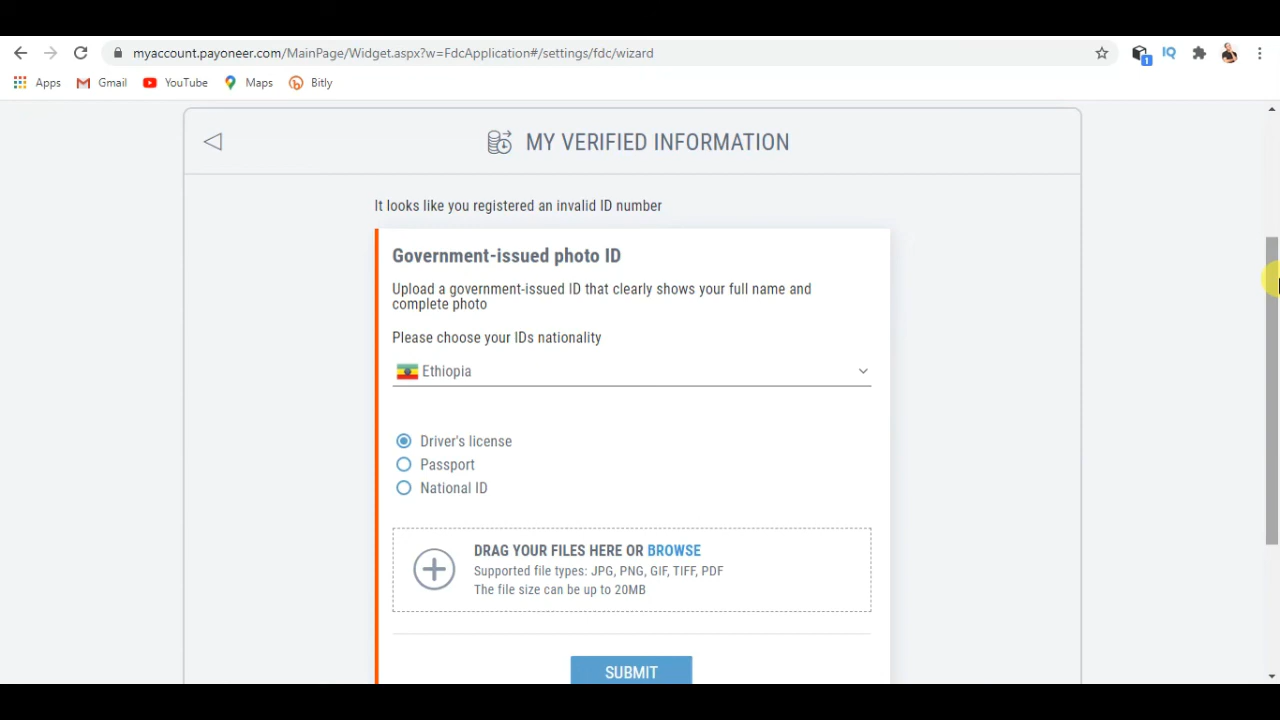 myaccount.payoneer.com/MainPage/Widget.aspx?w=FdcApplication#/settings/fdc/wizard
IQ
1
Apps
Gmail
YouTube
Maps
Bitly
MY VERIFIED INFORMATION
It looks like you registered an invalid ID number
Government-issued photo ID
Upload a government-issued ID that clearly shows your full name and
complete photo
Please choose your IDs nationality
Ethiopia
Driver's license
Passport
National ID
DRAG YOUR FILES HERE OR BROWSE
Supported file types: JPG, PNG, GIF, TIFF, PDF
The file size can be up to 20MB
SUBMIT